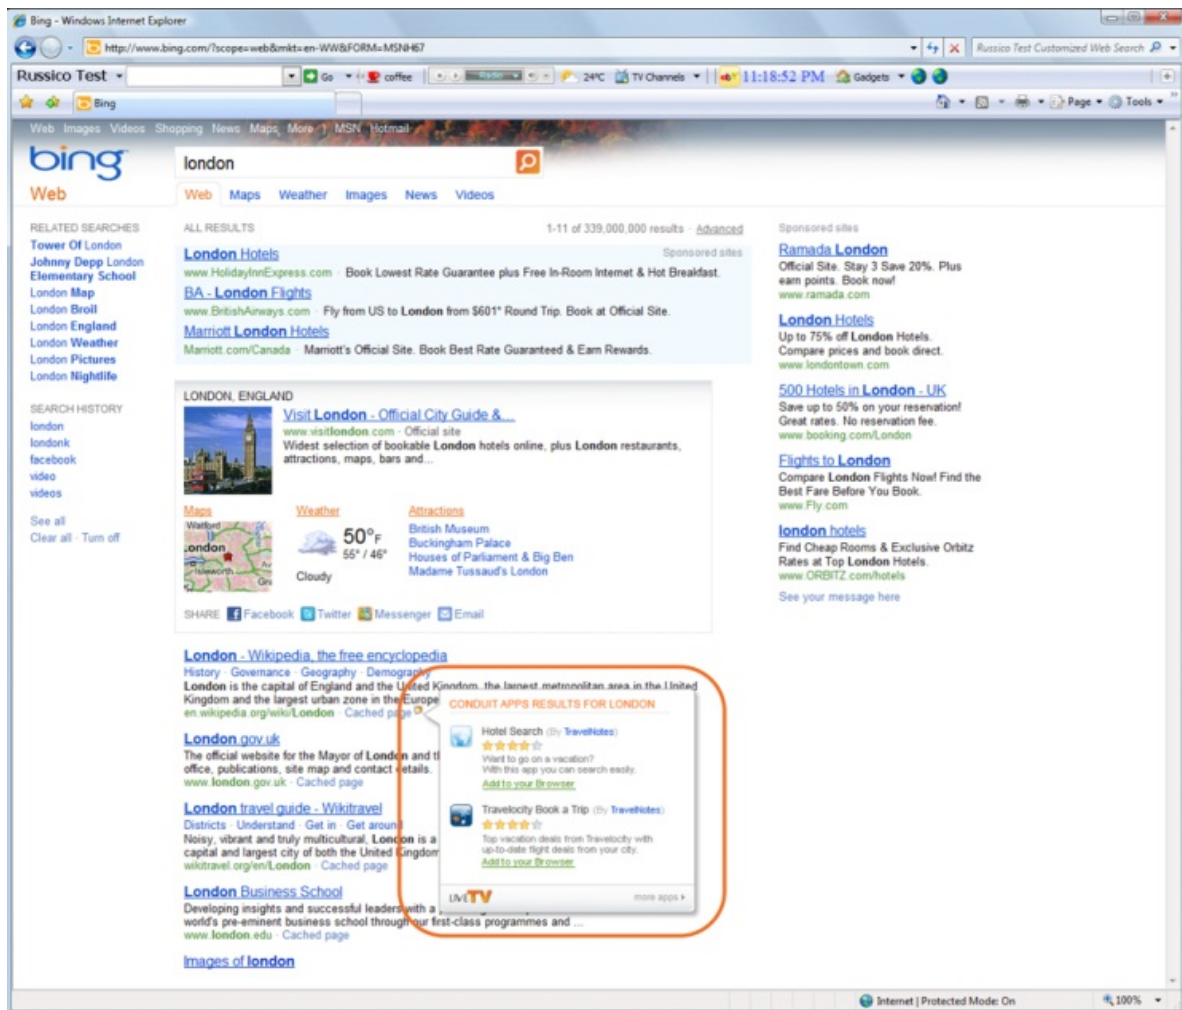 Bing - Windows Internet Explorer
http://www.bing.com/?scope=web&mkt=en-WW&FORM=MSNH67
Russico Test Customized Web Search
Russico Test
Go
coffee
Radio
24°C
TV Channels
11:18:52 PM
Gadgets
Bing
Page
Tools
Web Images Videos Shopping News Maps More MSN Hotmail
bing
london
Web
Web Maps Weather Images News Videos
RELATED SEARCHES
Tower Of London
Johnny Depp London
Elementary School
London Map
London Broil
London England
London Weather
London Pictures
London Nightlife
SEARCH HISTORY
london
londonk
facebook
video
videos
See all
Clear all · Turn off
ALL RESULTS
1-11 of 339,000,000 results · Advanced
London Hotels
Sponsored sites
www.HolidayInnExpress.com · Book Lowest Rate Guarantee plus Free In-Room Internet & Hot Breakfast.
BA - London Flights
www.BritishAirways.com · Fly from US to London from $601* Round Trip. Book at Official Site.
Marriott London Hotels
Marriott.com/Canada · Marriott's Official Site. Book Best Rate Guaranteed & Earn Rewards.
LONDON, ENGLAND
Visit London - Official City Guide &...
www.visitlondon.com · Official site
Widest selection of bookable London hotels online, plus London restaurants,
attractions, maps, bars and...
Maps
Watford
London
Isleworth
Weather
50°F
55° / 46°
Cloudy
Attractions
British Museum
Buckingham Palace
Houses of Parliament & Big Ben
Madame Tussaud's London
SHARE Facebook Twitter Messenger Email
London - Wikipedia, the free encyclopedia
History · Governance · Geography · Demography
London is the capital of England and the United Kingdom, the largest metropolitan area in the United
Kingdom and the largest urban zone in the Europe
en.wikipedia.org/wiki/London · Cached page
London.gov.uk
The official website for the Mayor of London and
office, publications, site map and contact details.
www.london.gov.uk · Cached page
London travel guide - Wikitravel
Districts · Understand · Get in · Get around
Noisy, vibrant and truly multicultural, London is a
capital and largest city of both the United Kingdom
wikitravel.org/en/London · Cached page
London Business School
Developing insights and successful leaders with a
world's pre-eminent business school through our first-class programmes and ...
www.london.edu · Cached page
Images of london
CONDUIT APPS RESULTS FOR LONDON
Hotel Search (By TravelNotes)
Want to go on a vacation?
With this app you can search easily.
Add to your Browser
Travelocity Book a Trip (By TravelNotes)
Top vacation deals from Travelocity with
up-to-date flight deals from your city.
Add to your Browser
LIVE TV
more apps
Sponsored sites
Ramada London
Official Site. Stay 3 Save 20%. Plus
earn points. Book now!
www.ramada.com
London Hotels
Up to 75% off London Hotels.
Compare prices and book direct.
www.londontown.com
500 Hotels in London - UK
Save up to 50% on your reservation!
Great rates. No reservation fee.
www.booking.com/London
Flights to London
Compare London Flights Now! Find the
Best Fare Before You Book.
www.Fly.com
london hotels
Find Cheap Rooms & Exclusive Orbitz
Rates at Top London Hotels.
www.ORBITZ.com/hotels
See your message here
Internet | Protected Mode: On
100%